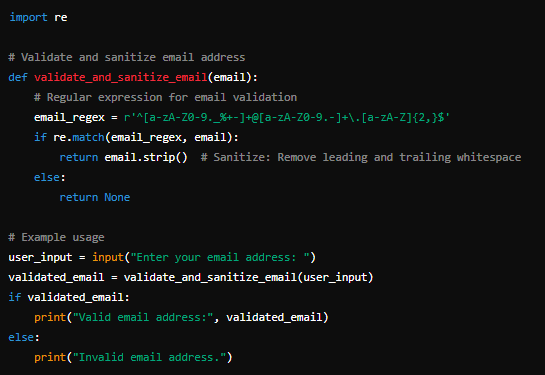 import re

# Validate and sanitize email address
def validate_and_sanitize_email(email):
    # Regular expression for email validation
    email_regex = r'^[a-zA-Z0-9._%+-]+@[a-zA-Z0-9.-]+\.[a-zA-Z]{2,}$'
    if re.match(email_regex, email):
        return email.strip()  # Sanitize: Remove leading and trailing whitespace
    else:
        return None

# Example usage
user_input = input("Enter your email address: ")
validated_email = validate_and_sanitize_email(user_input)
if validated_email:
    print("Valid email address:", validated_email)
else:
    print("Invalid email address.")